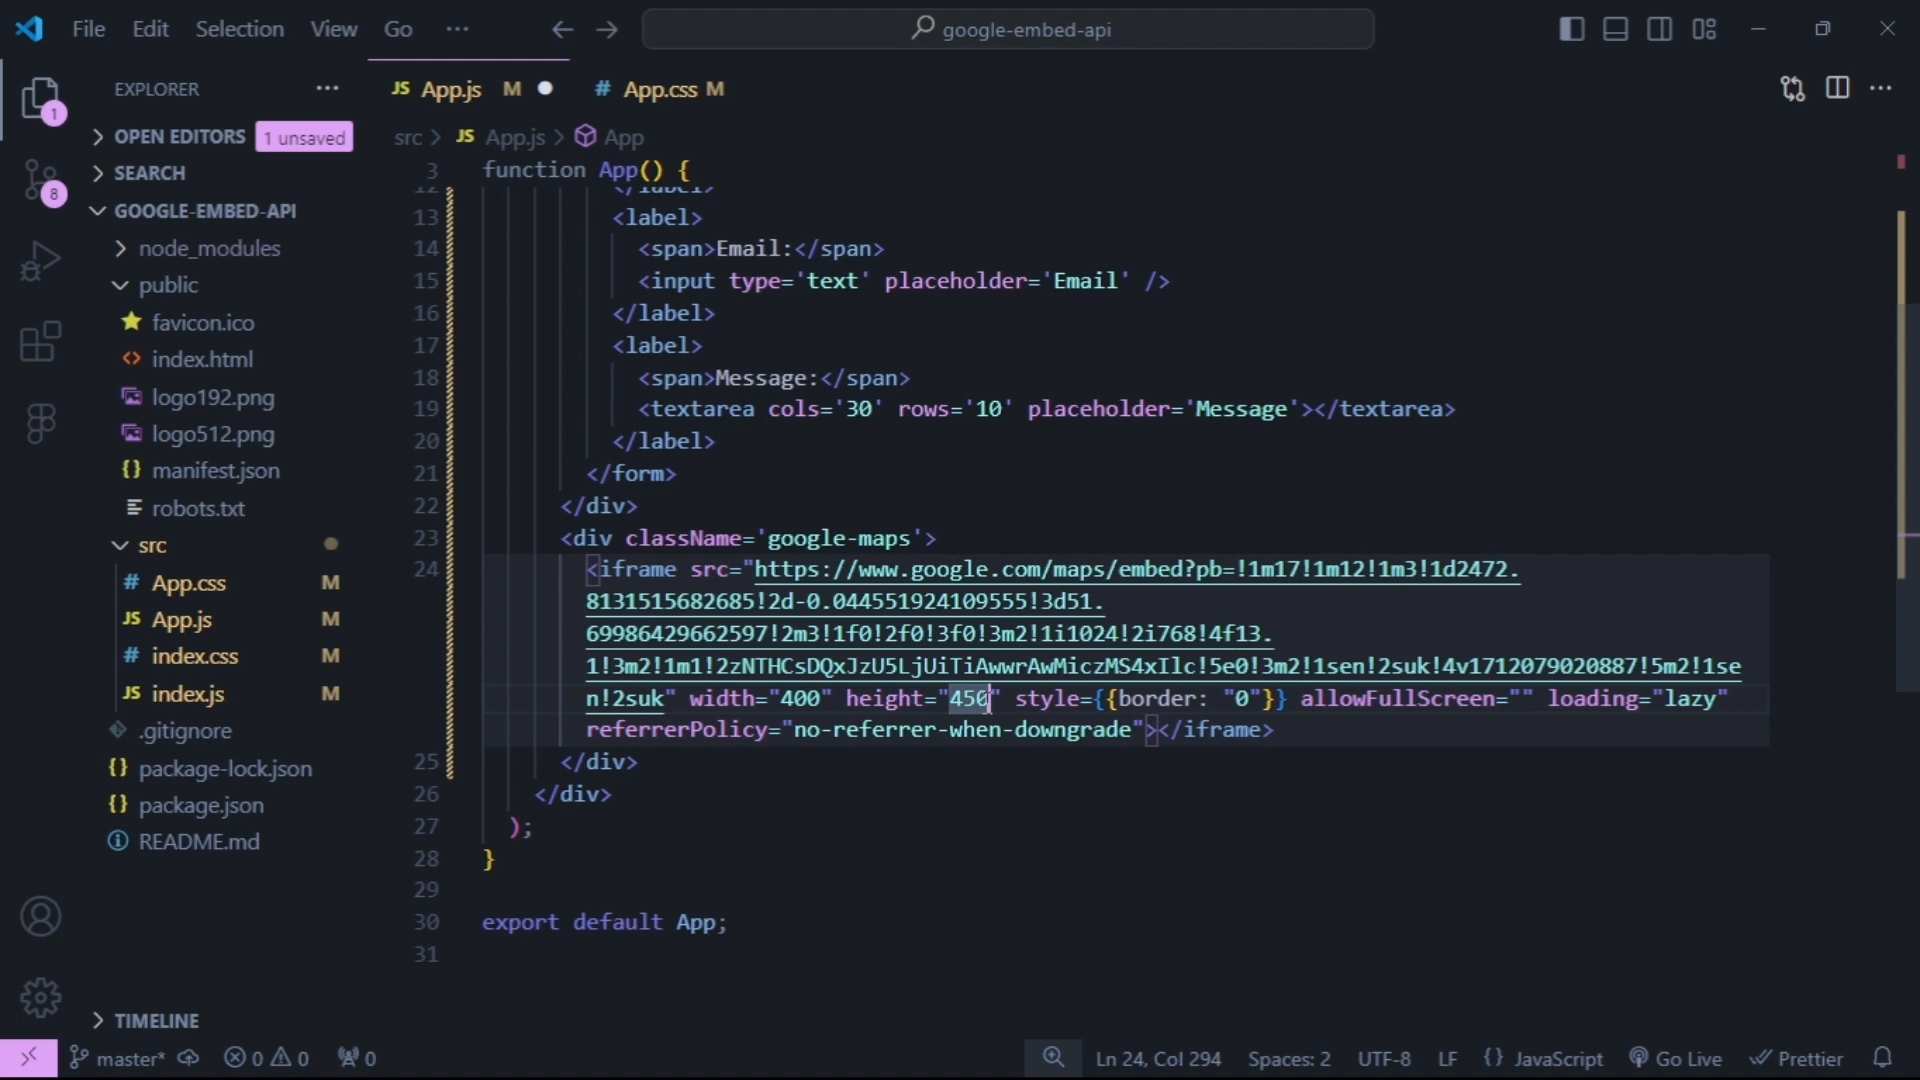 File Edit Selection View Go ··· google-embed-api
EXPLORER ···
JS App.js M
# App.css M
OPEN EDITORS 1 unsaved
SEARCH
GOOGLE-EMBED-API
node_modules
public
favicon.ico
<> index.html
logo192.png
logo512.png
{} manifest.json
robots.txt
src
# App.css M
JS App.js M
# index.css M
JS index.js M
.gitignore
{} package-lock.json
{} package.json
README.md
TIMELINE
1
8
src > JS App.js > App
3 function App() {
12 </label>
13 <label>
14 <span>Email:</span>
15 <input type='text' placeholder='Email' />
16 </label>
17 <label>
18 <span>Message:</span>
19 <textarea cols='30' rows='10' placeholder='Message'></textarea>
20 </label>
21 </form>
22 </div>
23 <div className='google-maps'>
24 <iframe src="https://www.google.com/maps/embed?pb=!1m17!1m12!1m3!1d2472.
8131515682685!2d-0.044551924109555!3d51.
69986429662597!2m3!1f0!2f0!3f0!3m2!1i1024!2i768!4f13.
1!3m2!1m1!2zNTHCsDQxJzU5LjUiTiAwwrAwMiczMS4xIlc!5e0!3m2!1sen!2suk!4v1712079020887!5m2!1se
n!2suk" width="400" height="450" style={{border: "0"}} allowFullScreen="" loading="lazy"
referrerPolicy="no-referrer-when-downgrade"></iframe>
25 </div>
26 </div>
27 );
28 }
29
30 export default App;
31
master* 0 0 0 Ln 24, Col 294 Spaces: 2 UTF-8 LF {} JavaScript Go Live Prettier